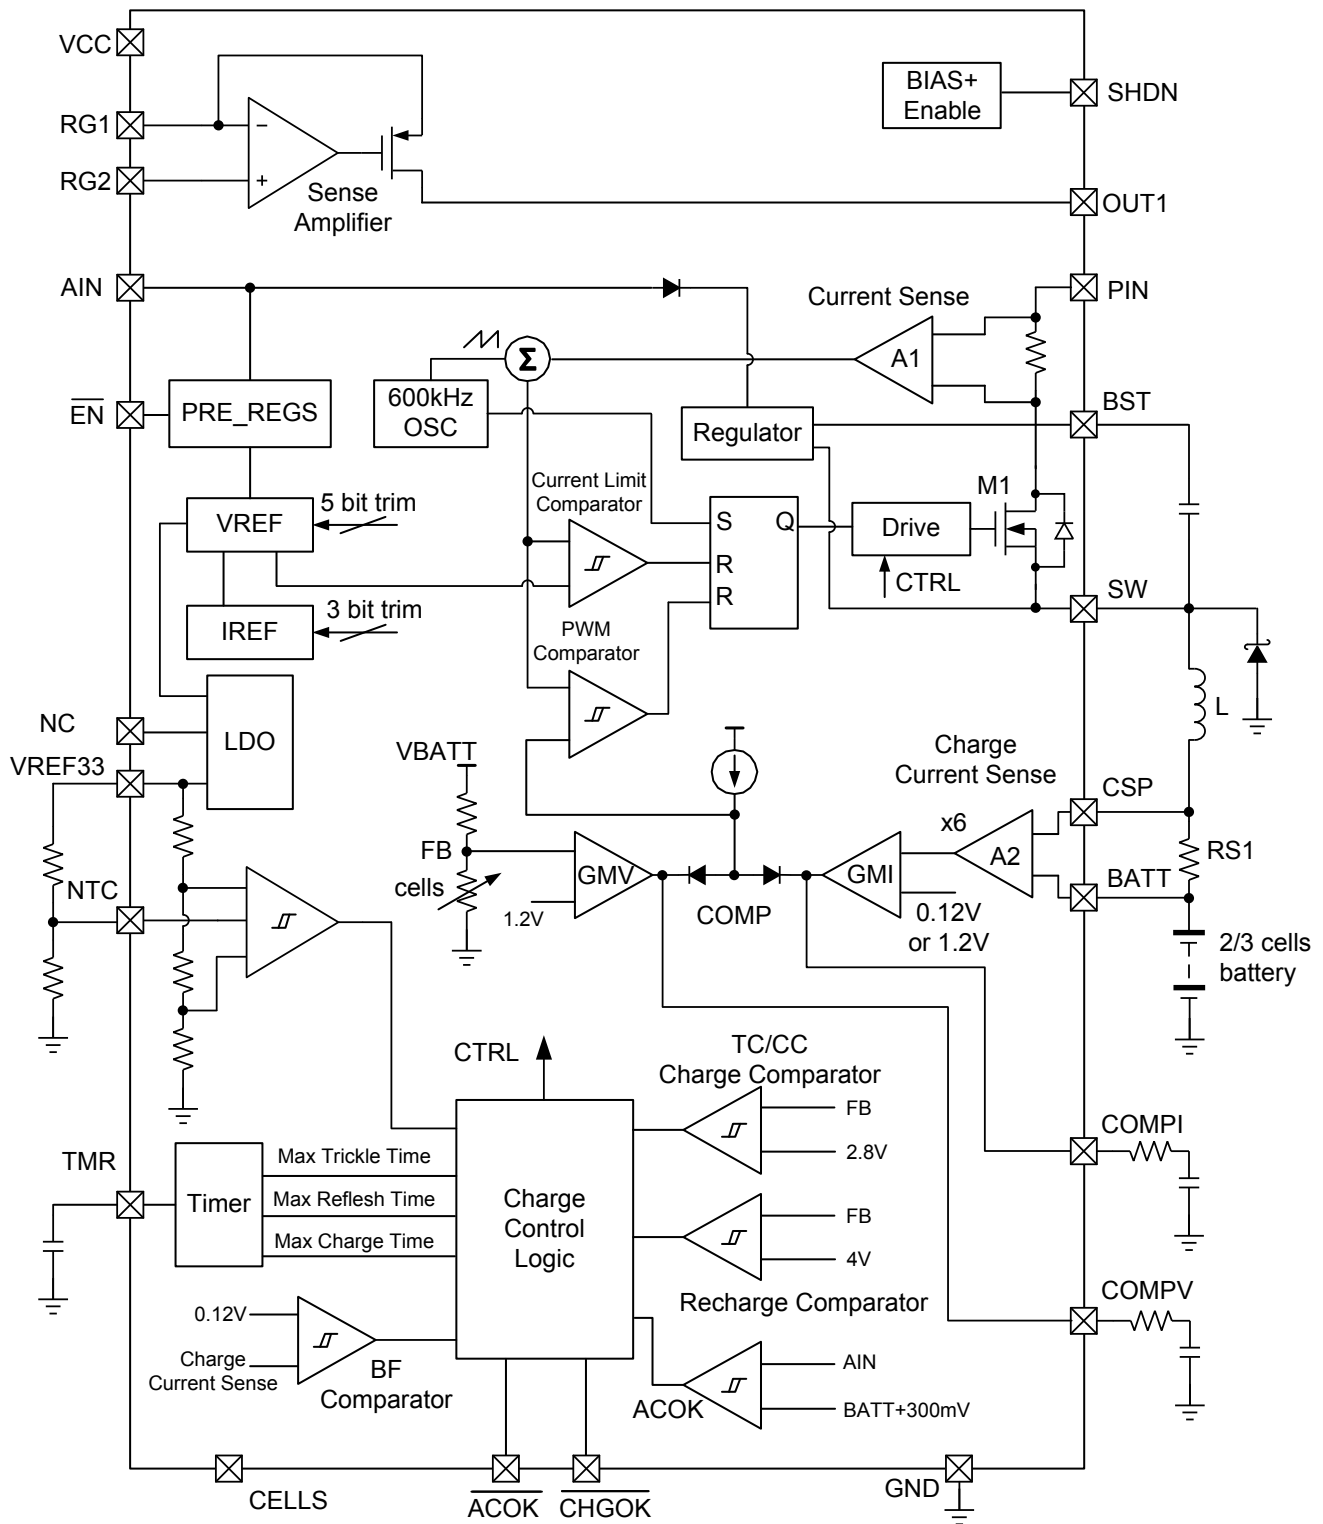 VCC
RG1
RG2
−
+
Sense
Amplifier
BIAS+
Enable
SHDN
OUT1
AIN
PIN
Current Sense
A1
Σ
600kHz
OSC
EN
PRE_REGS
BST
Regulator
5 bit trim
VREF
Current Limit
Comparator
S
Q
R
R
Drive
CTRL
M1
SW
3 bit trim
IREF
PWM
Comparator
L
NC
LDO
VREF33
VBATT
Charge
Current Sense
CSP
x6
A2
RS1
FB
cells
GMV
1.2V
COMP
GMI
0.12V
or 1.2V
BATT
NTC
2/3 cells
battery
CTRL
TC/CC
Charge Comparator
FB
2.8V
COMPI
TMR
Timer
Max Trickle Time
Max Reflesh Time
Max Charge Time
Charge
Control
Logic
FB
4V
Recharge Comparator
COMPV
0.12V
Charge
Current Sense
BF
Comparator
ACOK
AIN
BATT+300mV
CELLS
ACOK
CHGOK
GND